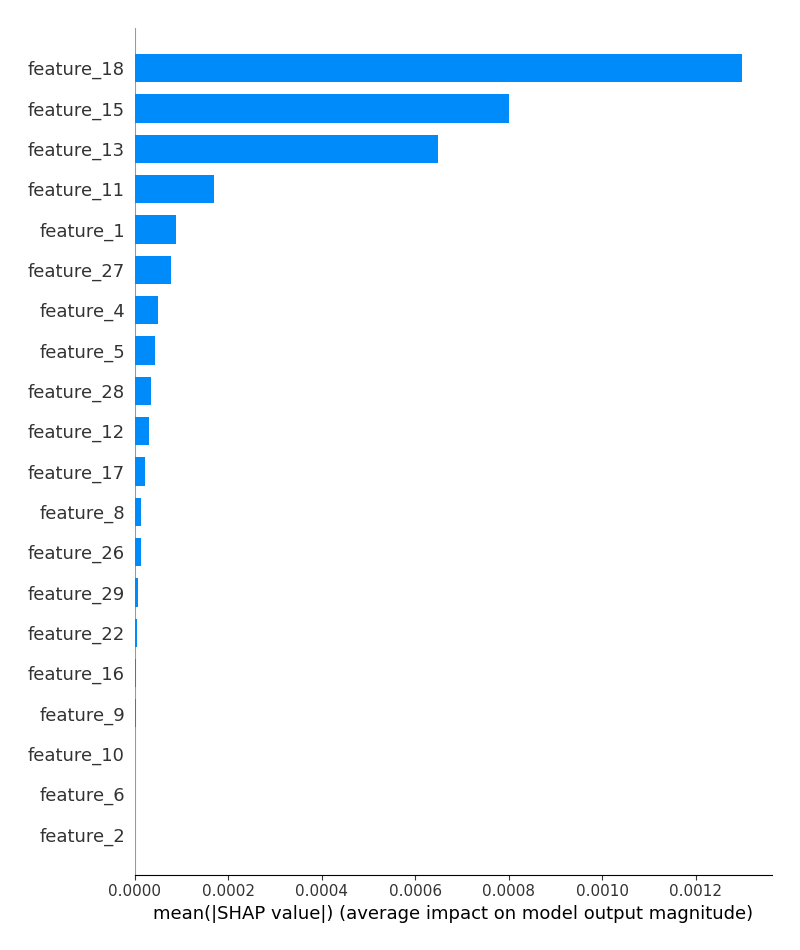 feature_18
feature_15
feature_13
feature_11
feature_1
feature_27
feature_4
feature_5
feature_28
feature_12
feature_17
feature_8
feature_26
feature_29
feature_22
feature_16
feature_9
feature_10
feature_6
feature_2
0.0000 0.0002 0.0004 0.0006 0.0008 0.0010 0.0012
mean(|SHAP value|) (average impact on model output magnitude)